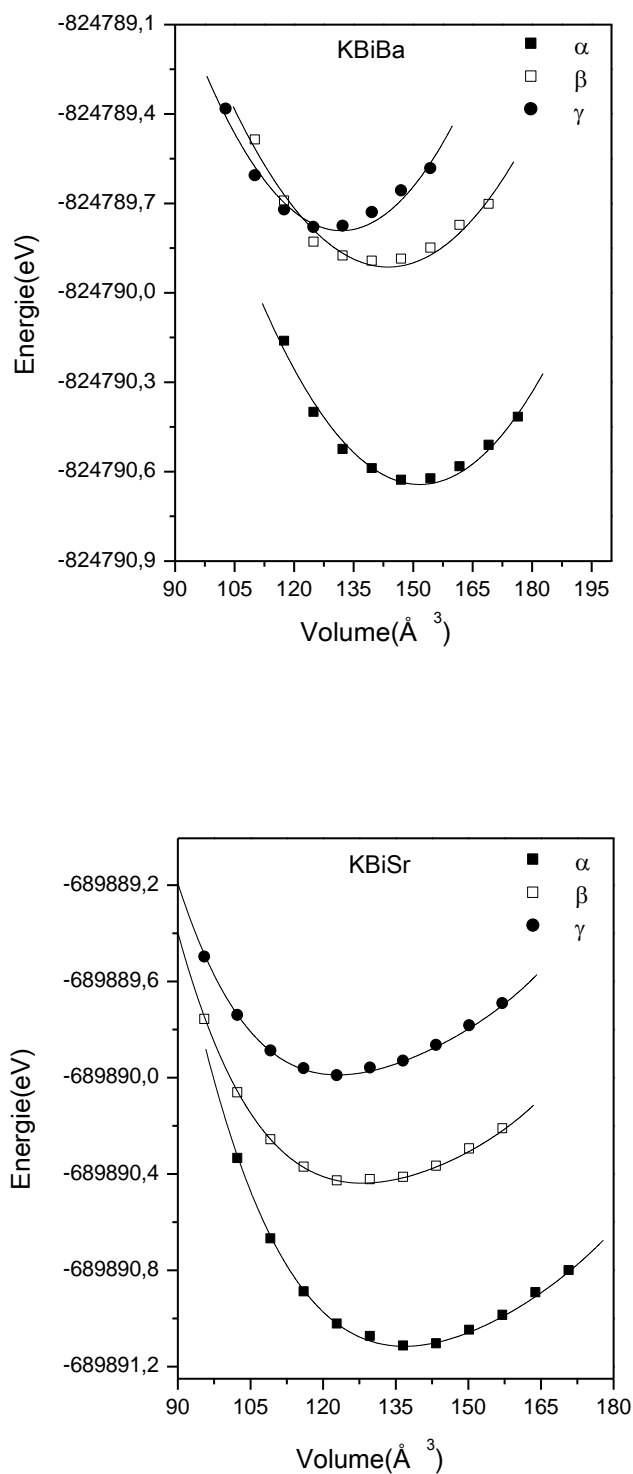 KBiBa
α
β
γ
-824789,1
-824789,4
-824789,7
-824790,0
-824790,3
-824790,6
-824790,9
Energie(eV)
90 105 120 135 150 165 180 195
Volume(Å ³)
KBiSr
α
β
γ
-689889,2
-689889,6
-689890,0
-689890,4
-689890,8
-689891,2
Energie(eV)
90 105 120 135 150 165 180
Volume(Å ³)